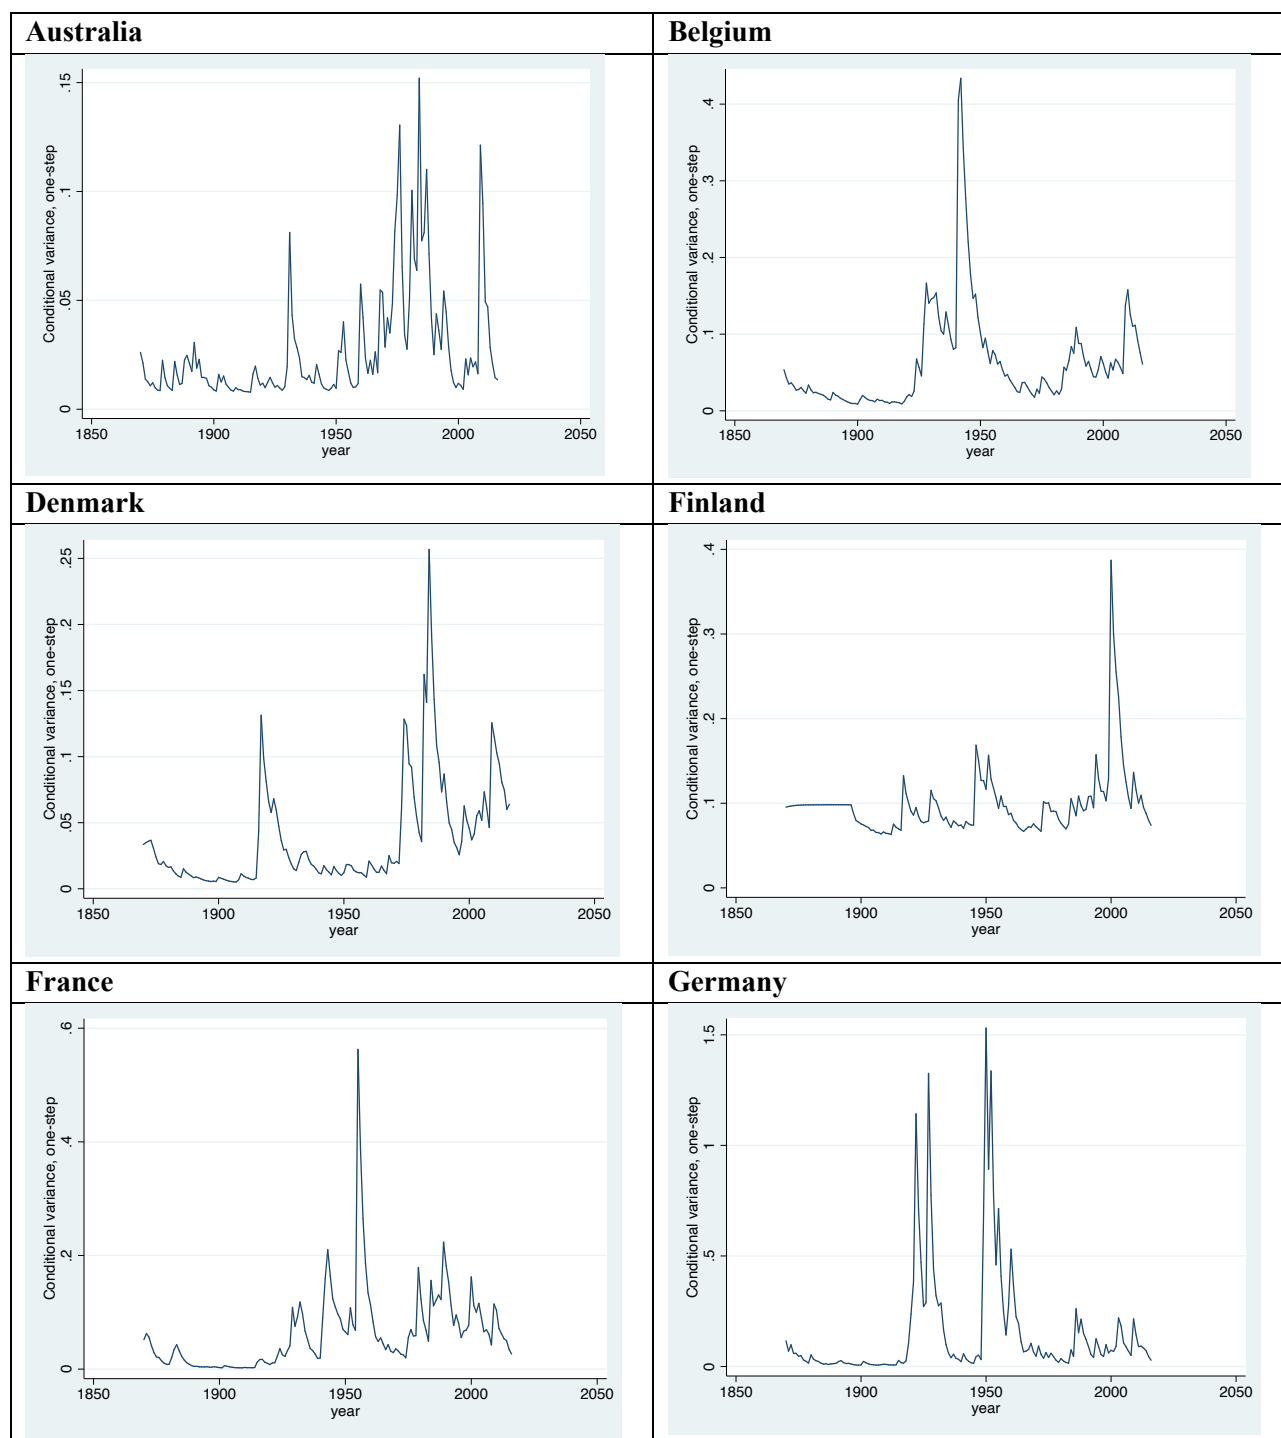 Australia
Belgium
Conditional variance, one-step
0 .05 .1 .15
1850 1900 1950 2000 2050
year
Conditional variance, one-step
0 .1 .2 .3 .4
1850 1900 1950 2000 2050
year
Denmark
Finland
Conditional variance, one-step
0 .05 .1 .15 .2 .25
1850 1900 1950 2000 2050
year
Conditional variance, one-step
0 .1 .2 .3 .4
1850 1900 1950 2000 2050
year
France
Germany
Conditional variance, one-step
0 .2 .4 .6
1850 1900 1950 2000 2050
year
Conditional variance, one-step
0 .5 1 1.5
1850 1900 1950 2000 2050
year